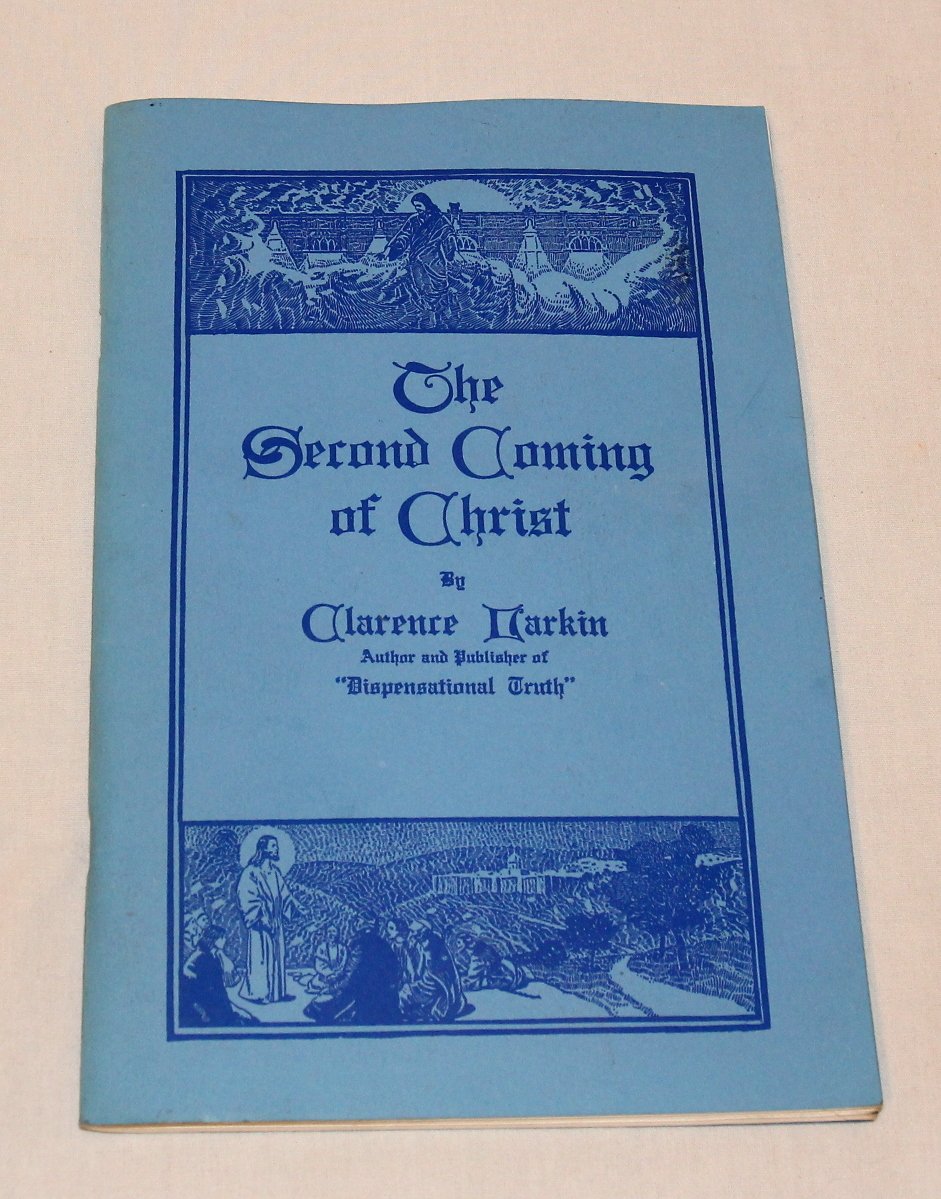 The
Second Coming
of Christ
By
Clarence Larkin
Author and Publisher of
"Dispensational Truth"